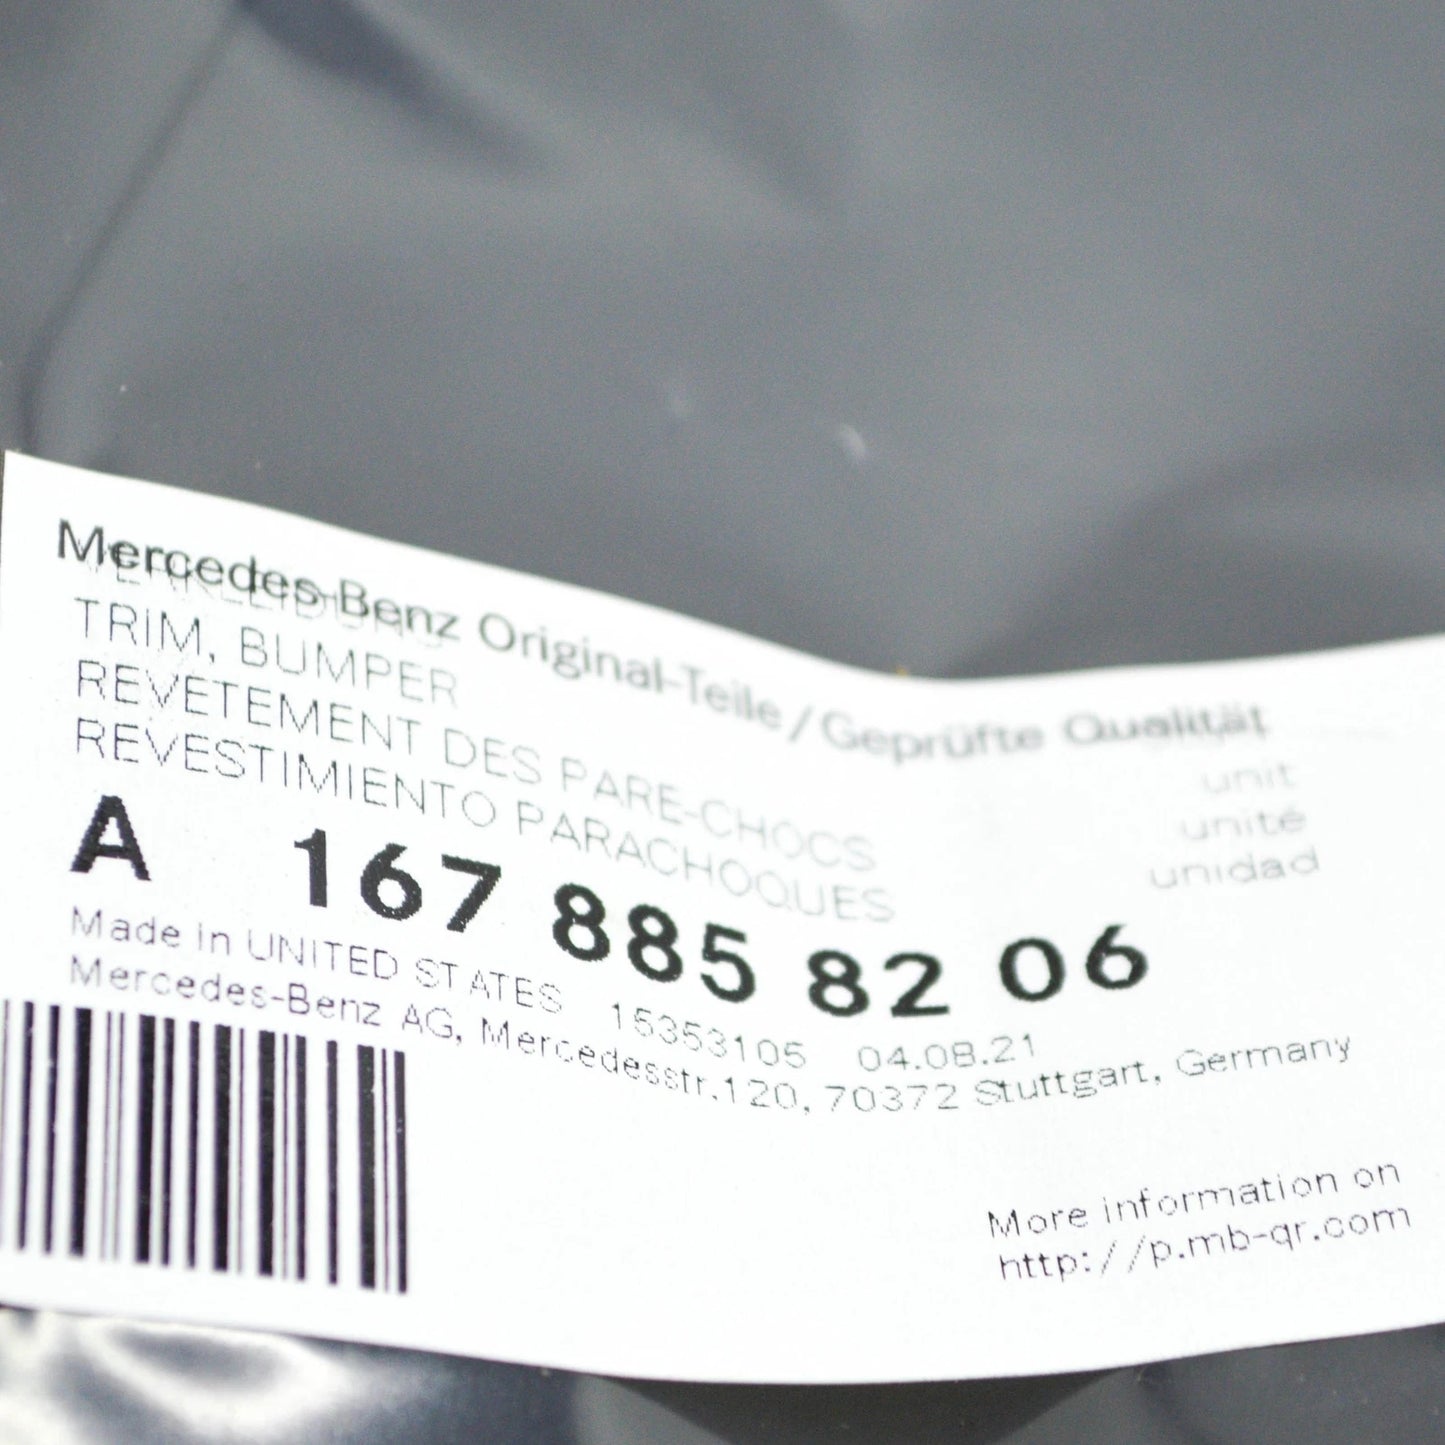 Mercedes-Benz Original-Teile / Geprüfte Qualität
VERKLEIDUNG
TRIM, BUMPER
REVETEMENT DES PARE-CHOCS
REVESTIMIENTO PARACHOQUES
unit
unité
unidad
A 167 885 82 06
Made in UNITED STATES 15353105 04.08.21
Mercedes-Benz AG, Mercedesstr.120, 70372 Stuttgart, Germany
More information on
http://p.mb-qr.com